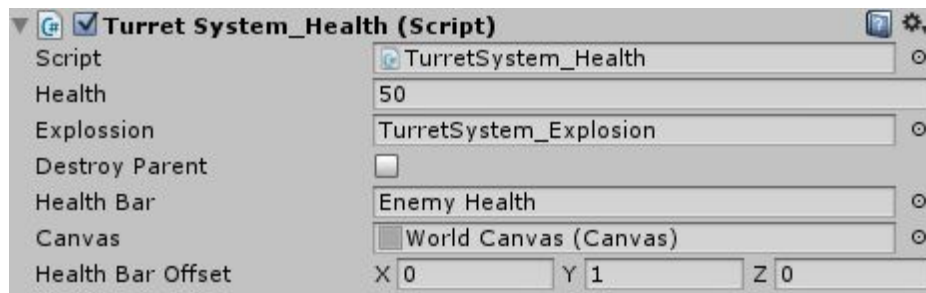 Turret System_Health (Script)
Script TurretSystem_Health
Health 50
Explossion TurretSystem_Explosion
Destroy Parent
Health Bar Enemy Health
Canvas World Canvas (Canvas)
Health Bar Offset X 0 Y 1 Z 0